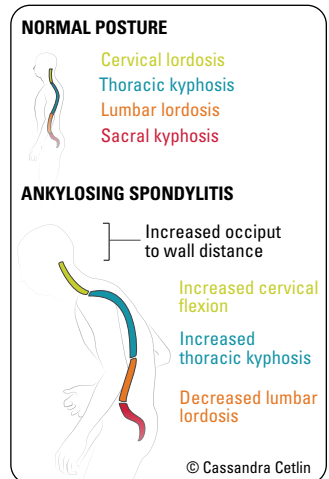 NORMAL POSTURE
Cervical lordosis
Thoracic kyphosis
Lumbar lordosis
Sacral kyphosis
ANKYLOSING SPONDYLITIS
Increased occiput
to wall distance
Increased cervical
flexion
Increased
thoracic kyphosis
Decreased lumbar
lordosis
© Cassandra Cetlin